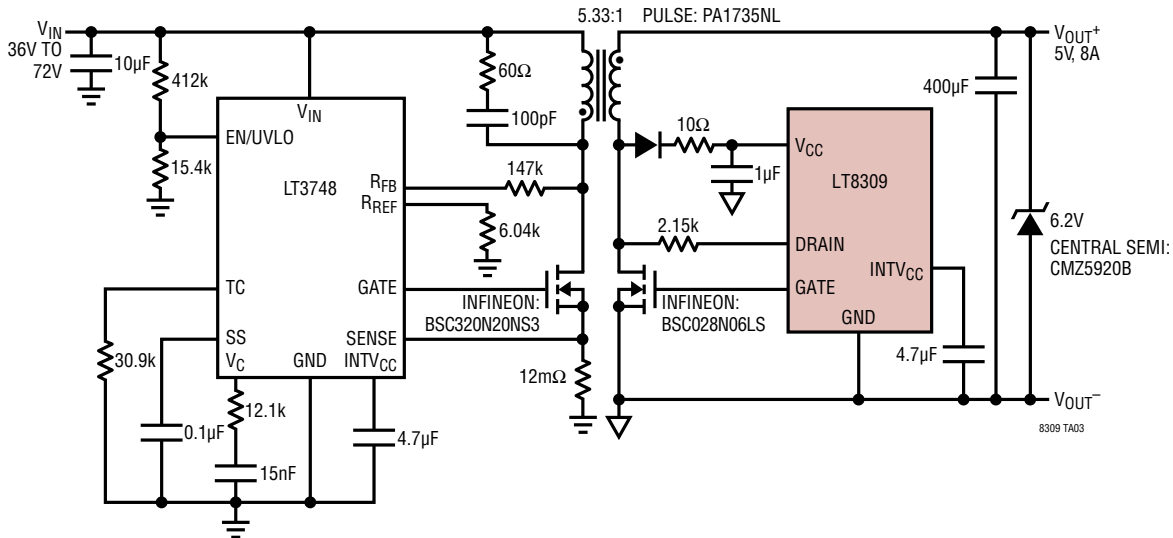 5.33:1 PULSE: PA1735NL
VIN
36V TO
72V
10µF
412k
15.4k
60Ω
100pF
VIN
EN/UVLO
LT3748
RFB
RREF
TC
GATE
SS
SENSE
VC
GND
INTVCC
147k
6.04k
INFINEON:
BSC320N20NS3
12mΩ
30.9k
0.1µF
12.1k
15nF
4.7µF
10Ω
1µF
2.15k
INFINEON:
BSC028N06LS
VCC
LT8309
DRAIN
INTVCC
GATE
GND
4.7µF
400µF
VOUT+
5V, 8A
6.2V
CENTRAL SEMI:
CMZ5920B
VOUT–
8309 TA03